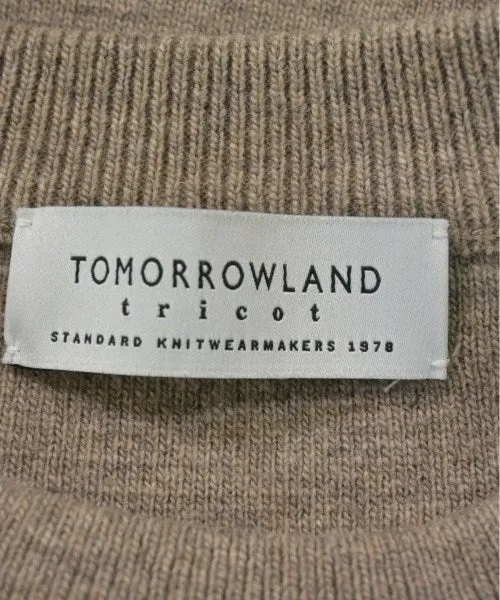 TOMORROWLAND
tricot
STANDARD KNITWEARMAKERS 1978